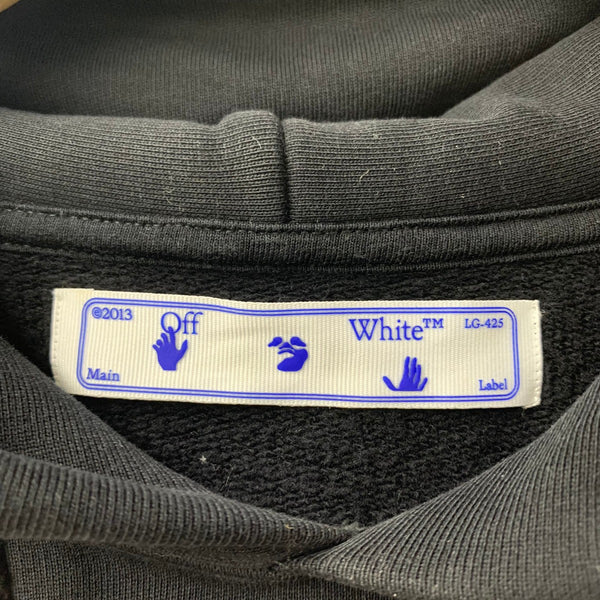 ©2013 Off White™ LG-425
Main Label